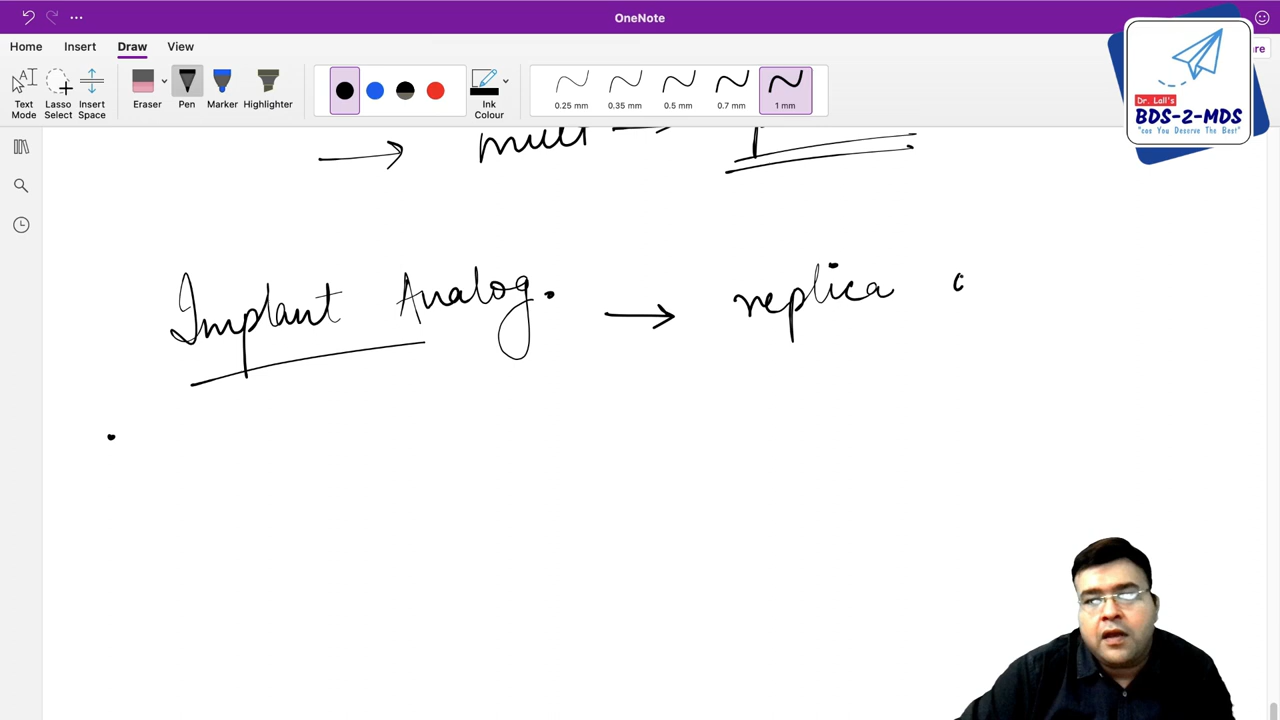 OneNote
Home Insert Draw View
Text Mode
Lasso Select
Insert Space
Eraser
Pen
Marker
Highlighter
Ink Colour
0.25 mm
0.35 mm
0.5 mm
0.7 mm
1 mm
Dr. Lall's
BDS-2-MDS
"cos You Deserve The Best"
Implant Analog. → replica